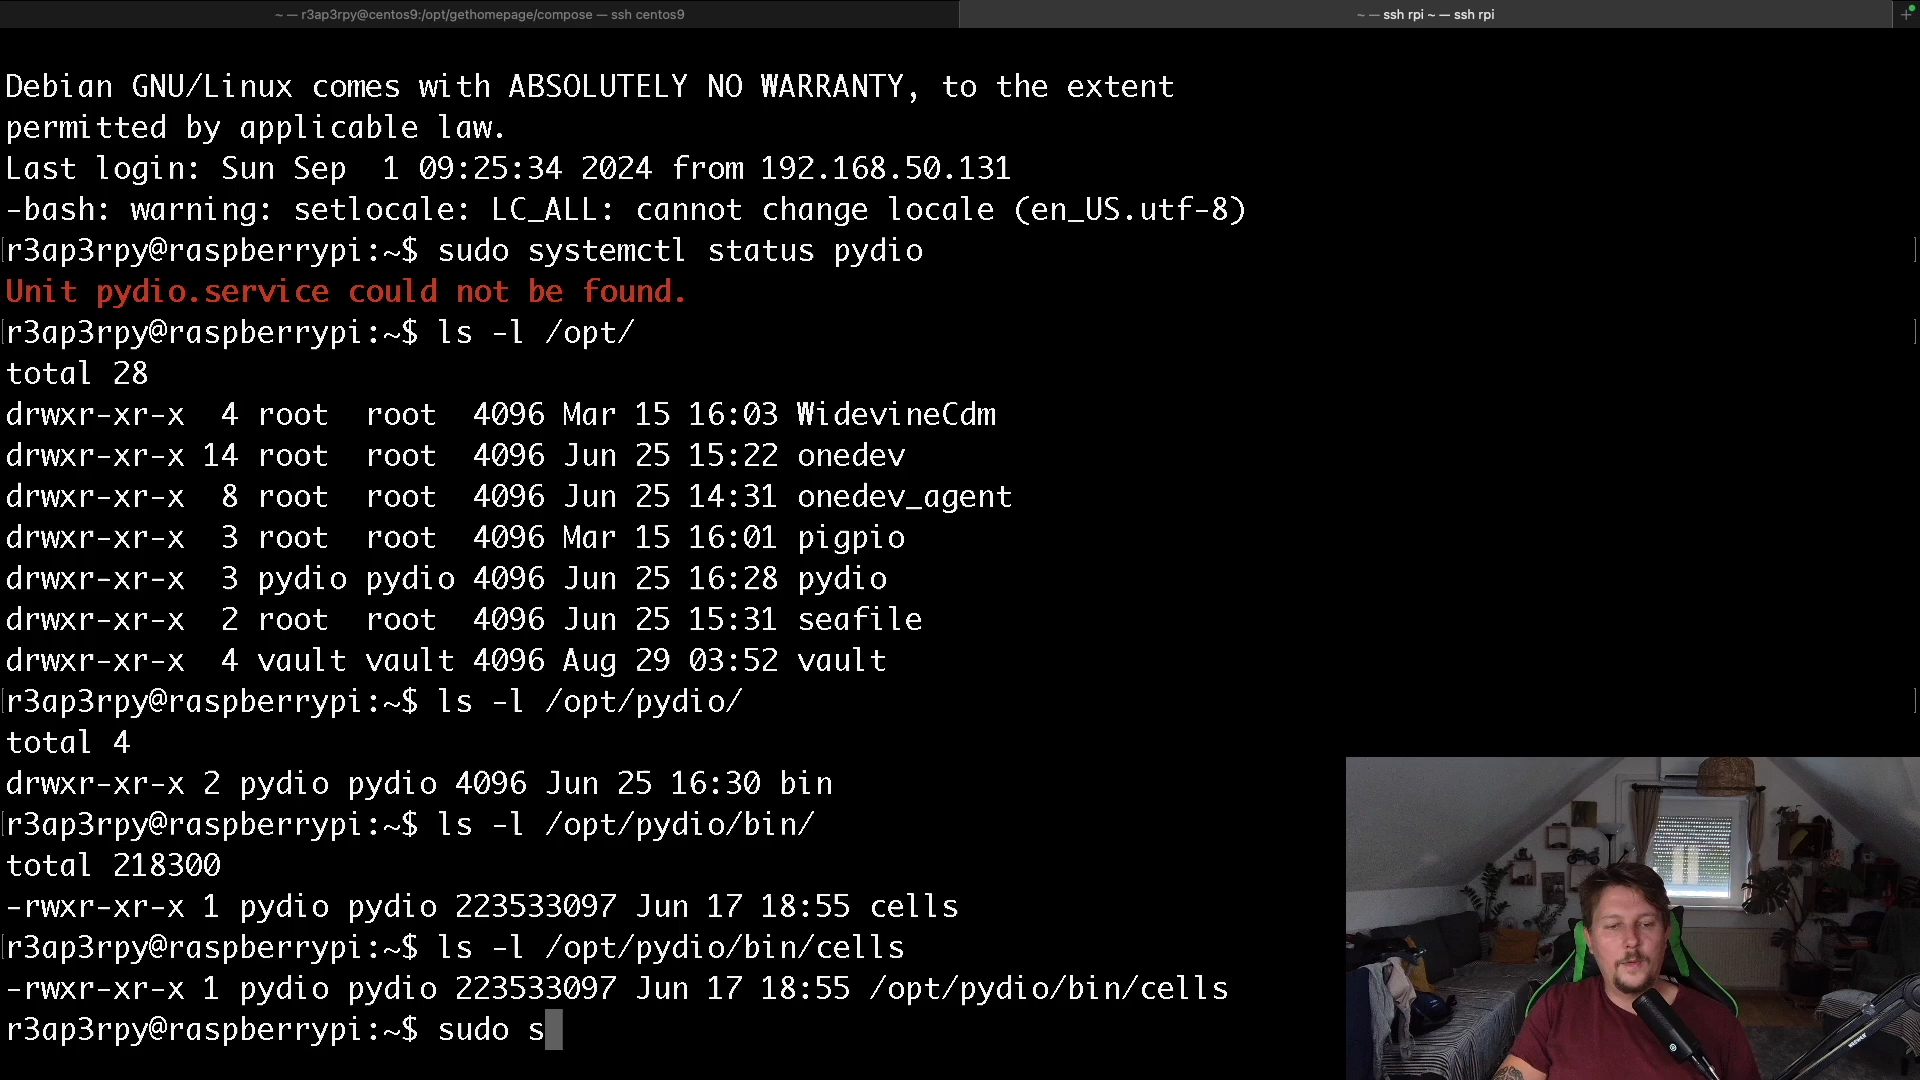 ~ — r3ap3rpy@centos9:/opt/gethomepage/compose — ssh centos9
~ — ssh rpi ~ — ssh rpi
Debian GNU/Linux comes with ABSOLUTELY NO WARRANTY, to the extent
permitted by applicable law.
Last login: Sun Sep  1 09:25:34 2024 from 192.168.50.131
-bash: warning: setlocale: LC_ALL: cannot change locale (en_US.utf-8)
r3ap3rpy@raspberrypi:~$ sudo systemctl status pydio
Unit pydio.service could not be found.
r3ap3rpy@raspberrypi:~$ ls -l /opt/
total 28
drwxr-xr-x  4 root  root  4096 Mar 15 16:03 WidevineCdm
drwxr-xr-x 14 root  root  4096 Jun 25 15:22 onedev
drwxr-xr-x  8 root  root  4096 Jun 25 14:31 onedev_agent
drwxr-xr-x  3 root  root  4096 Mar 15 16:01 pigpio
drwxr-xr-x  3 pydio pydio 4096 Jun 25 16:28 pydio
drwxr-xr-x  2 root  root  4096 Jun 25 15:31 seafile
drwxr-xr-x  4 vault vault 4096 Aug 29 03:52 vault
r3ap3rpy@raspberrypi:~$ ls -l /opt/pydio/
total 4
drwxr-xr-x 2 pydio pydio 4096 Jun 25 16:30 bin
r3ap3rpy@raspberrypi:~$ ls -l /opt/pydio/bin/
total 218300
-rwxr-xr-x 1 pydio pydio 223533097 Jun 17 18:55 cells
r3ap3rpy@raspberrypi:~$ ls -l /opt/pydio/bin/cells
-rwxr-xr-x 1 pydio pydio 223533097 Jun 17 18:55 /opt/pydio/bin/cells
r3ap3rpy@raspberrypi:~$ sudo s